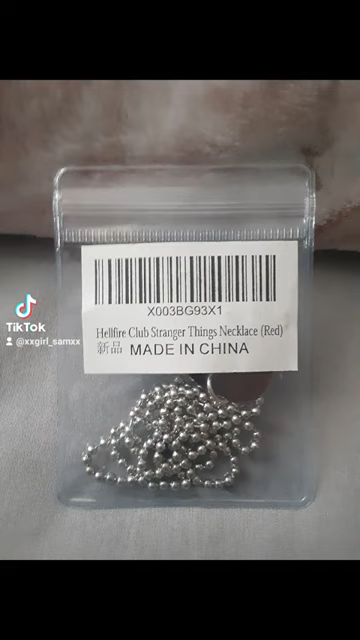 X003BG93X1
Hellfire Club Stranger Things Necklace (Red)
新品 MADE IN CHINA
TikTok
@xxgirl_samxx